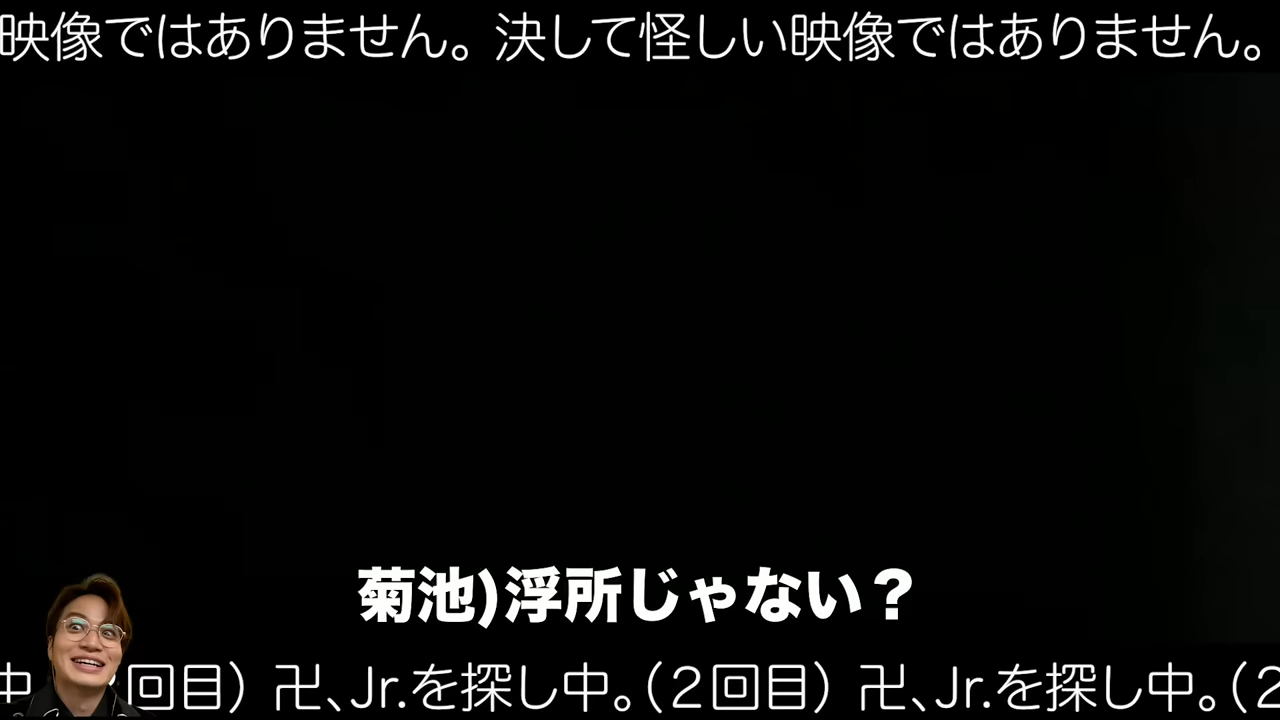 映像ではありません。決して怪しい映像ではありません。
菊池)浮所じゃない？
中。(2回目) 卍、Jr.を探し中。(2回目) 卍、Jr.を探し中。(2